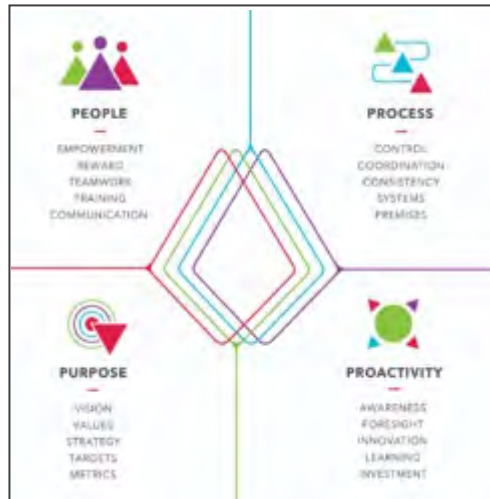 PEOPLE
EMPOWERMENT
REWARD
TEAMWORK
TRAINING
COMMUNICATION
PROCESS
CONTROL
COORDINATION
CONSISTENCY
SYSTEMS
PREMISES
PURPOSE
VISION
VALUES
STRATEGY
TARGETS
METRICS
PROACTIVITY
AWARENESS
FORESIGHT
INNOVATION
LEARNING
INVESTMENT